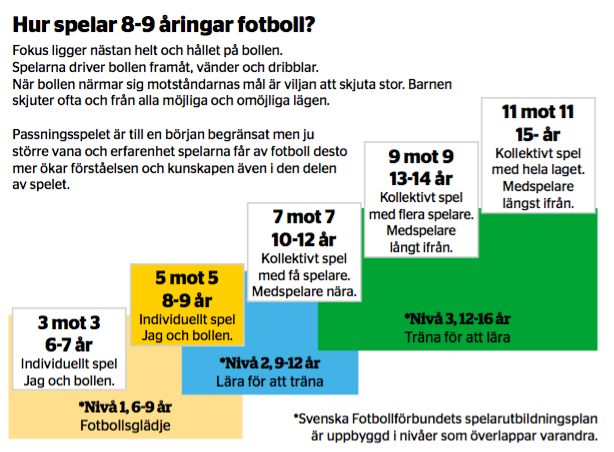 Hur spelar 8-9 åringar fotboll?
Fokus ligger nästan helt och hållet på bollen.
Spelarna driver bollen framåt, vänder och dribblar.
När bollen närmar sig motståndarnas mål är viljan att skjuta stor. Barnen
skjuter ofta och från alla möjliga och omöjliga lägen.
Passningsspelet är till en början begränsat men ju
större vana och erfarenhet spelarna får av fotboll desto
mer ökar förståelsen och kunskapen även i den delen
av spelet.
11 mot 11
15- år
Kollektivt spel
med hela laget.
Medspelare
längst ifrån.
9 mot 9
13-14 år
Kollektivt spel
med flera spelare.
Medspelare
långt ifrån.
7 mot 7
10-12 år
Kollektivt spel
med få spelare.
Medspelare nära.
5 mot 5
8-9 år
Individuellt spel
Jag och bollen.
3 mot 3
6-7 år
Individuellt spel
Jag och bollen.
*Nivå 3, 12-16 år
Träna för att lära
*Nivå 2, 9-12 år
Lära för att träna
*Nivå 1, 6-9 år
Fotbollsglädje
*Svenska Fotbollförbundets spelarutbildningsplan
är uppbyggd i nivåer som överlappar varandra.